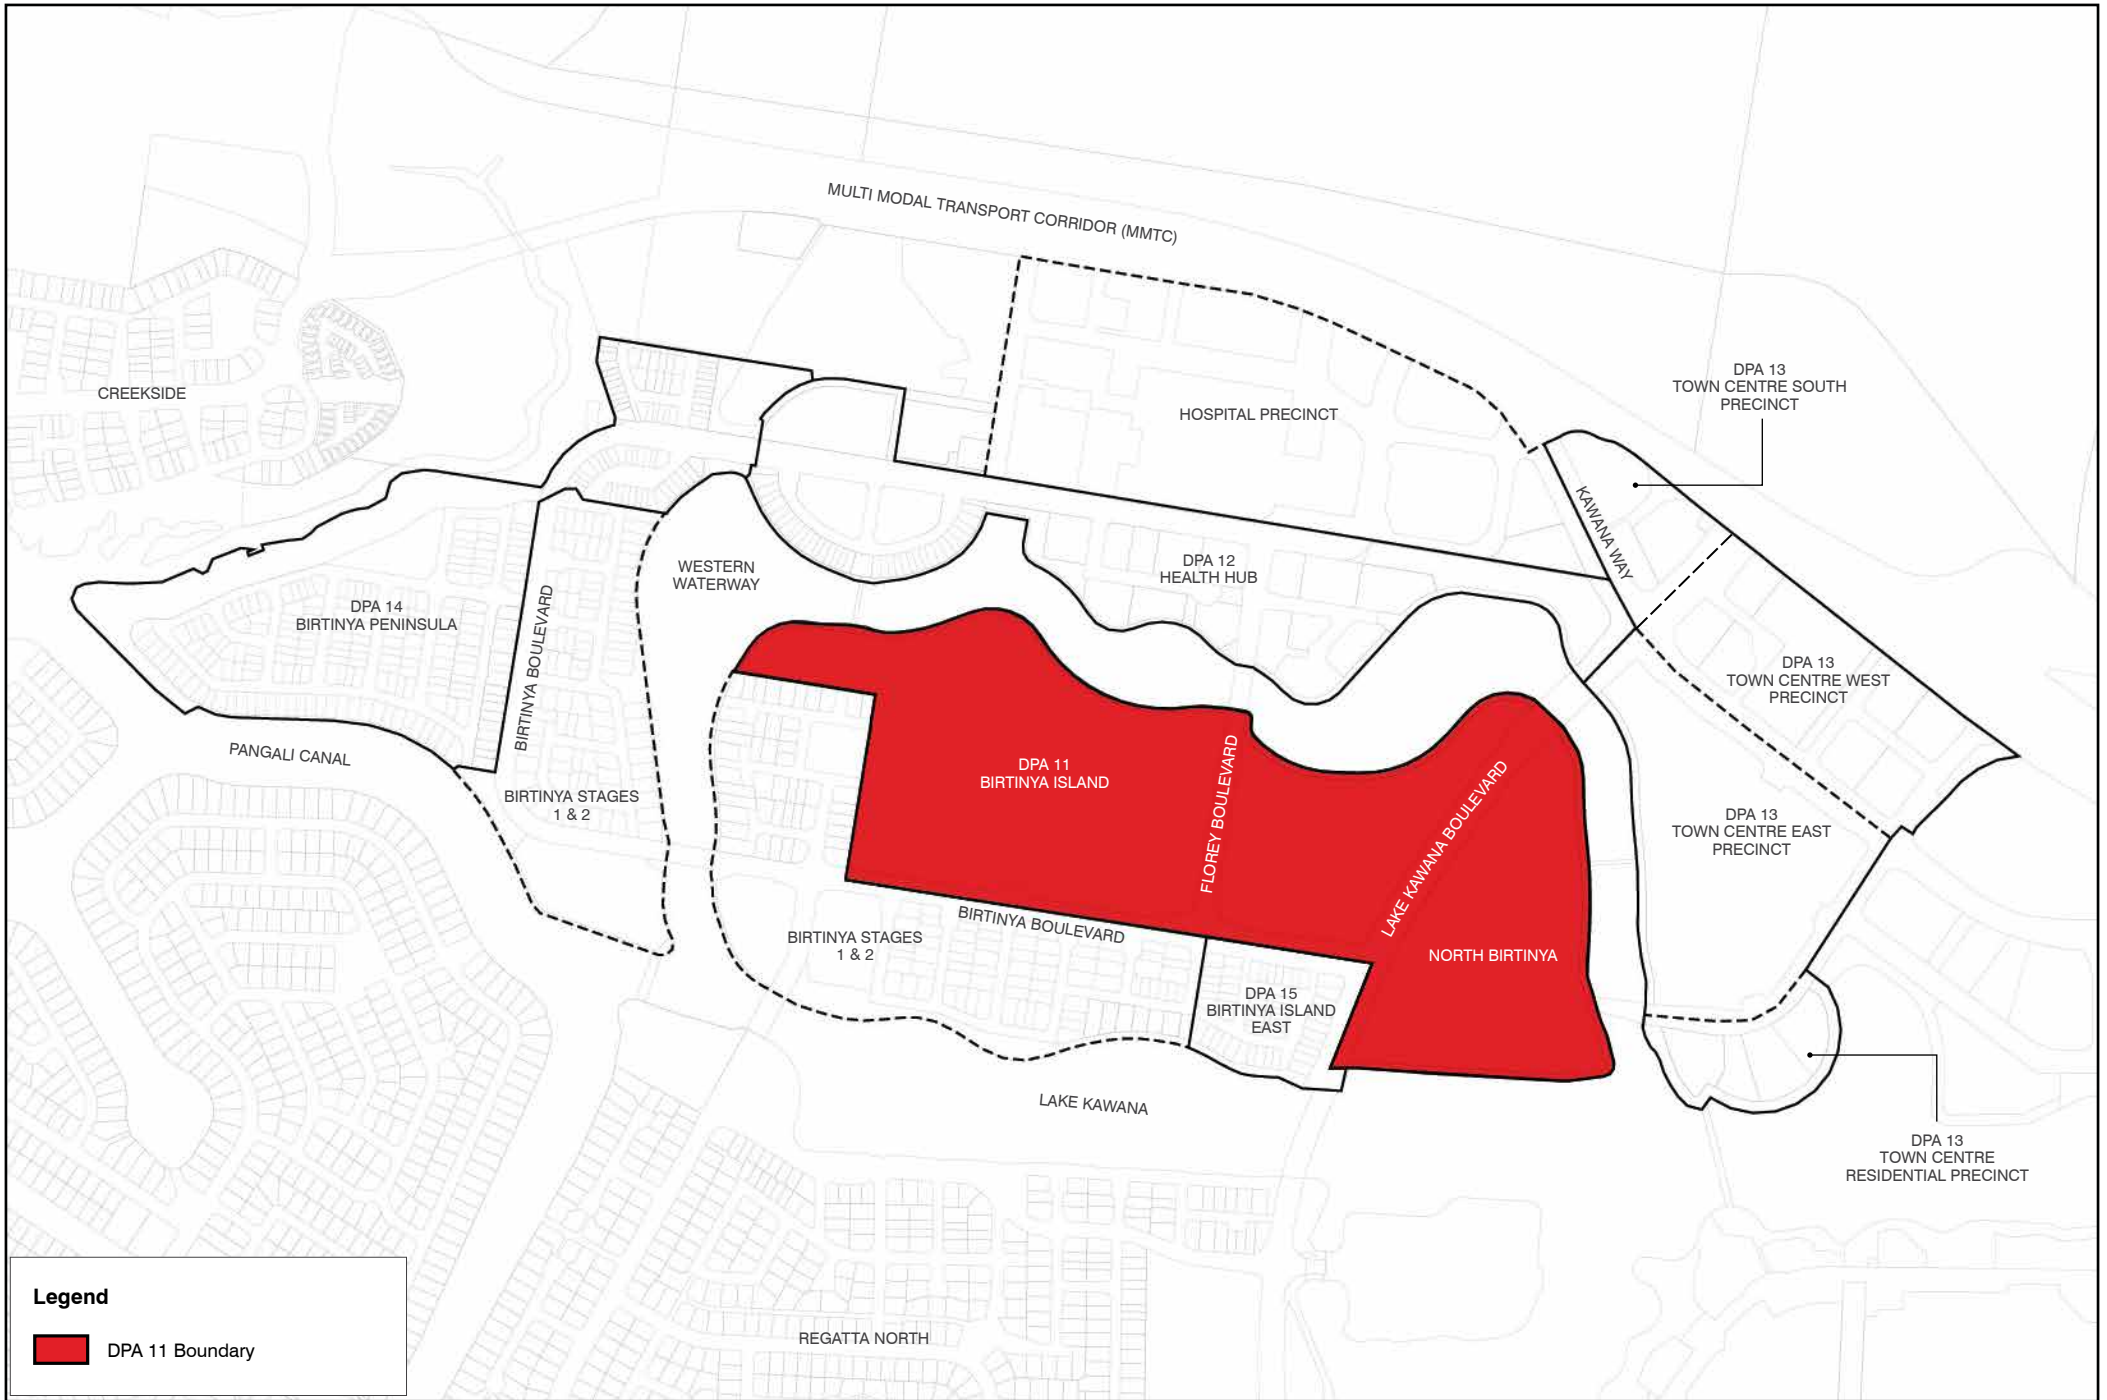 MULTI MODAL TRANSPORT CORRIDOR (MMTC)
DPA 13
TOWN CENTRE SOUTH
PRECINCT
CREEKSIDE
HOSPITAL PRECINCT
KAWANA WAY
WESTERN
WATERWAY
DPA 12
HEALTH HUB
DPA 14
BIRTINYA PENINSULA
BIRTINYA BOULEVARD
DPA 13
TOWN CENTRE WEST
PRECINCT
PANGALI CANAL
DPA 11
BIRTINYA ISLAND
FLOREY BOULEVARD
LAKE KAWANA BOULEVARD
BIRTINYA STAGES
1 & 2
DPA 13
TOWN CENTRE EAST
PRECINCT
BIRTINYA BOULEVARD
BIRTINYA STAGES
1 & 2
NORTH BIRTINYA
DPA 15
BIRTINYA ISLAND
EAST
LAKE KAWANA
DPA 13
TOWN CENTRE
RESIDENTIAL PRECINCT
REGATTA NORTH
Legend
DPA 11 Boundary